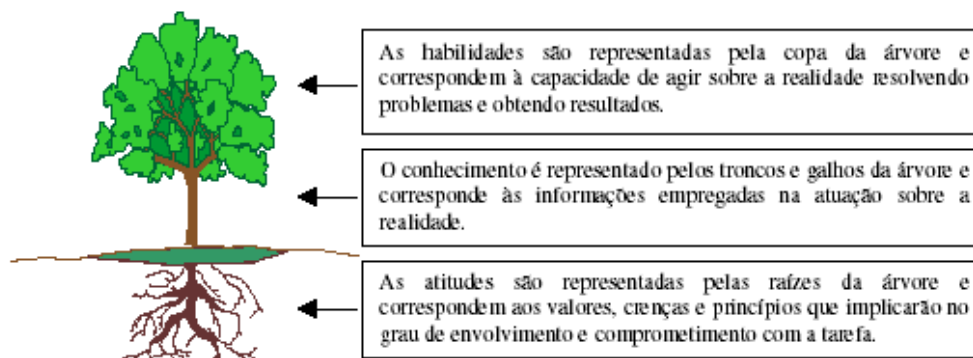 As habilidades são representadas pela copa da árvore e
correspondem à capacidade de agir sobre a realidade resolvendo
problemas e obtendo resultados.
O conhecimento é representado pelos troncos e galhos da árvore e
corresponde às informações empregadas na atuação sobre a
realidade.
As atitudes são representadas pelas raízes da árvore e
correspondem aos valores, crenças e princípios que implicarão no
grau de envolvimento e comprometimento com a tarefa.